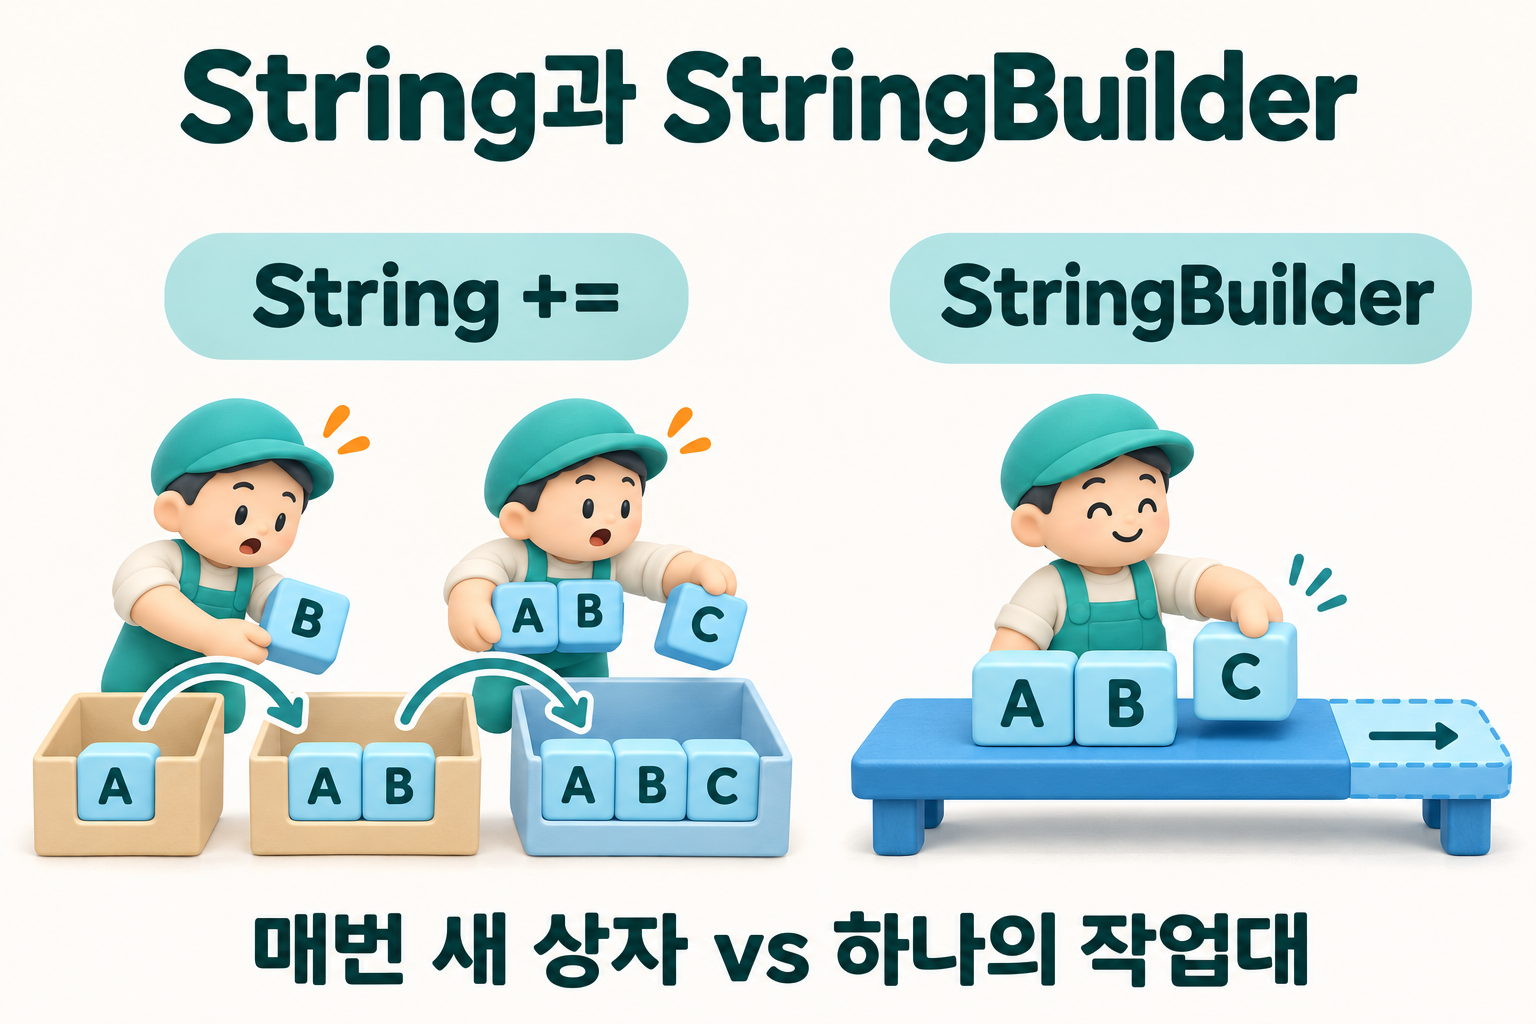 String과 StringBuilder
String +=
StringBuilder
B
A B C
A
A B
A B C
A B C
매번 새 상자 vs 하나의 작업대